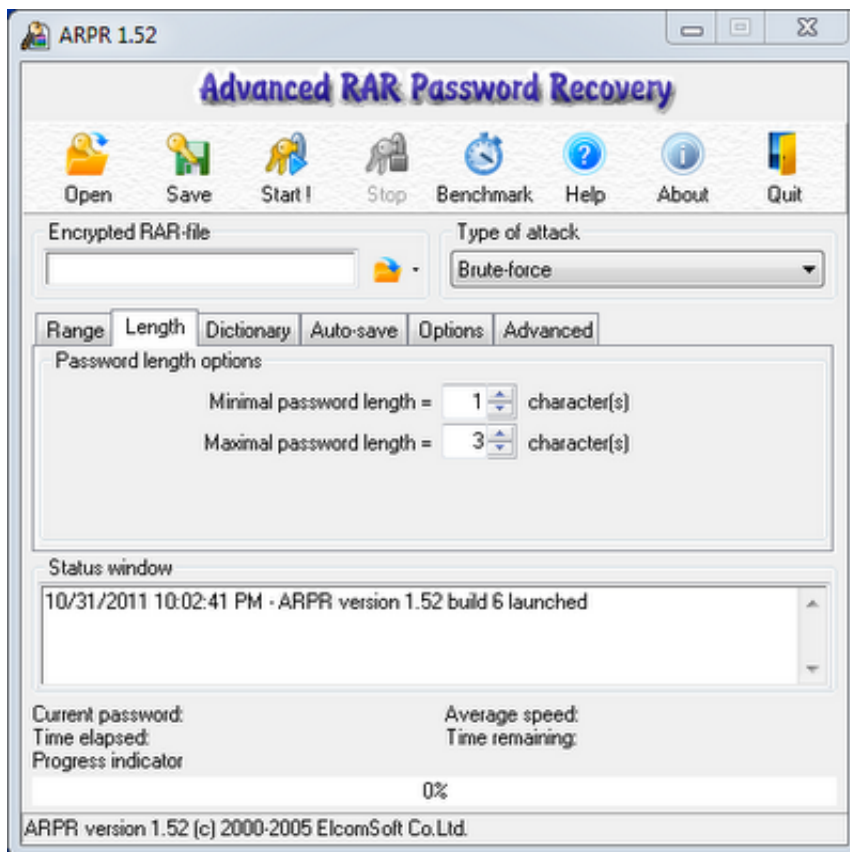 ARPR 1.52
Advanced RAR Password Recovery
Open Save Start! Stop Benchmark Help About Quit
Encrypted RAR-file Type of attack
Brute-force
Range Length Dictionary Auto-save Options Advanced
Password length options
Minimal password length = 1 character(s)
Maximal password length = 3 character(s)
Status window
10/31/2011 10:02:41 PM - ARPR version 1.52 build 6 launched
Current password: Average speed:
Time elapsed: Time remaining:
Progress indicator
0%
ARPR version 1.52 (c) 2000-2005 ElcomSoft Co.Ltd.